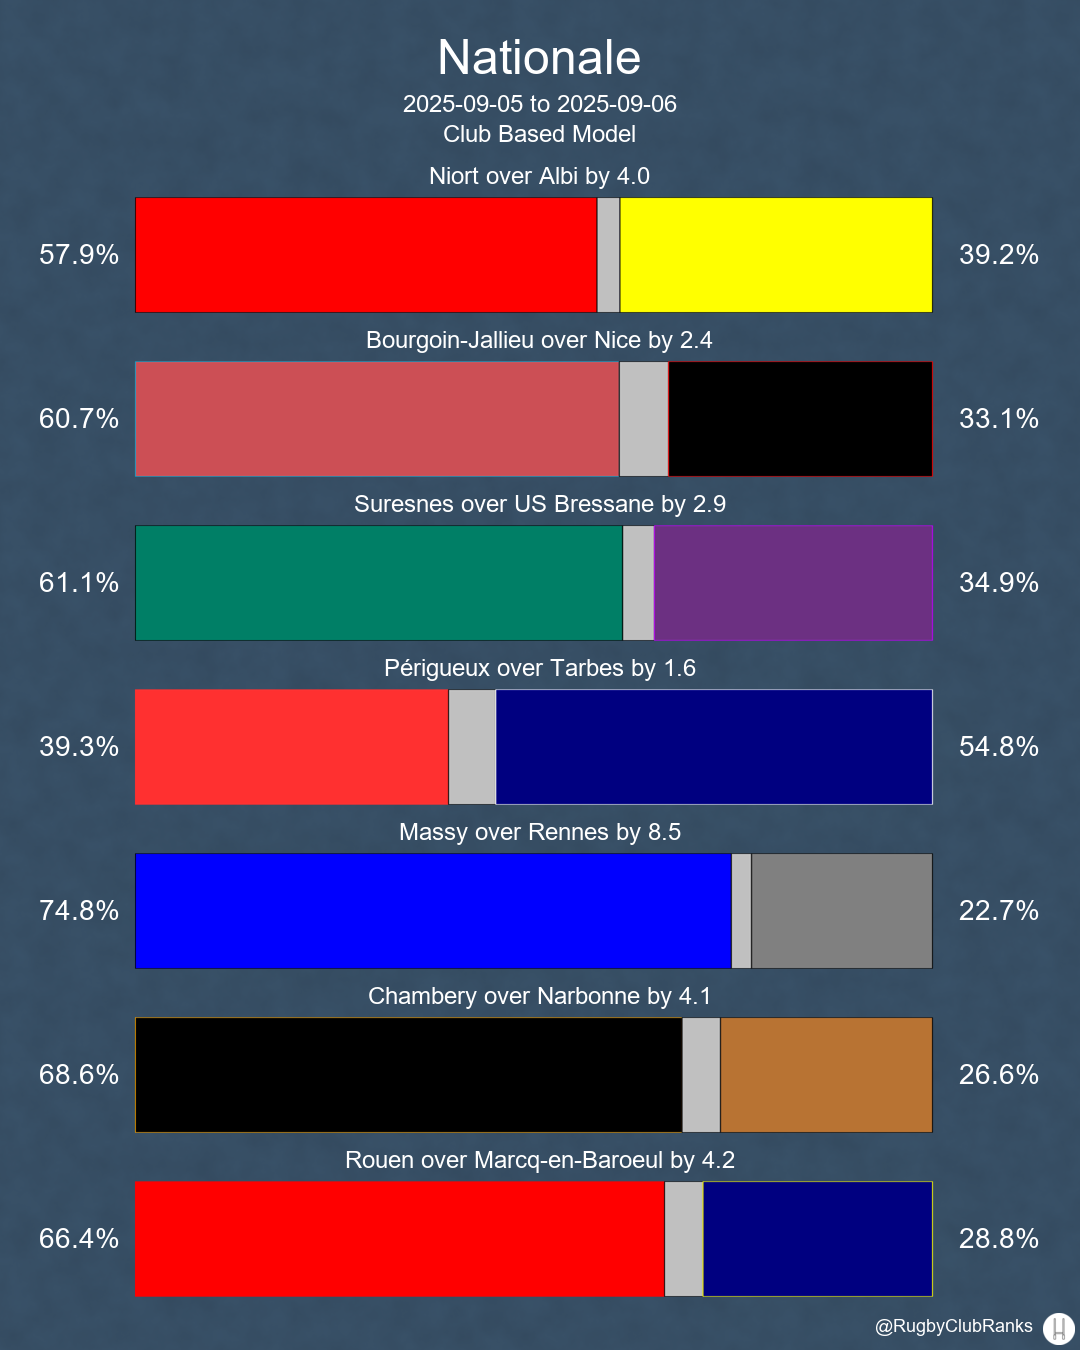 Nationale
2025-09-05 to 2025-09-06
Club Based Model
Niort over Albi by 4.0
57.9% 39.2%
Bourgoin-Jallieu over Nice by 2.4
60.7% 33.1%
Suresnes over US Bressane by 2.9
61.1% 34.9%
Périgueux over Tarbes by 1.6
39.3% 54.8%
Massy over Rennes by 8.5
74.8% 22.7%
Chambery over Narbonne by 4.1
68.6% 26.6%
Rouen over Marcq-en-Baroeul by 4.2
66.4% 28.8%
@RugbyClubRanks